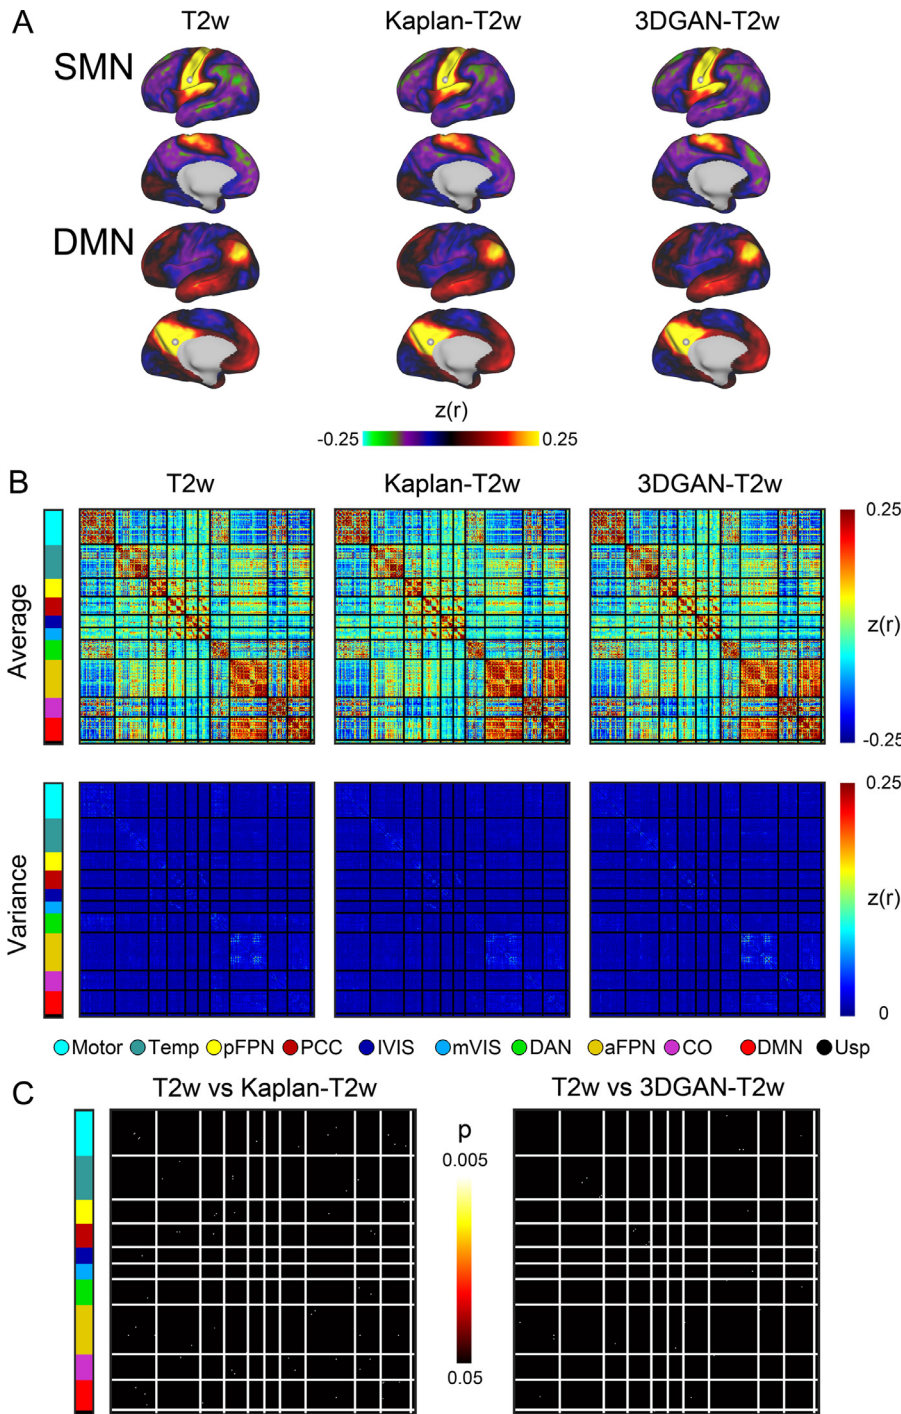 A
T2w Kaplan-T2w 3DGAN-T2w
SMN
DMN
z(r)
-0.25 0.25
B
T2w Kaplan-T2w 3DGAN-T2w
Average
0.25
z(r)
-0.25
Variance
0.25
z(r)
0
Motor Temp pFPN PCC lVIS mVIS DAN aFPN CO DMN Usp
C
T2w vs Kaplan-T2w T2w vs 3DGAN-T2w
p
0.005
0.05